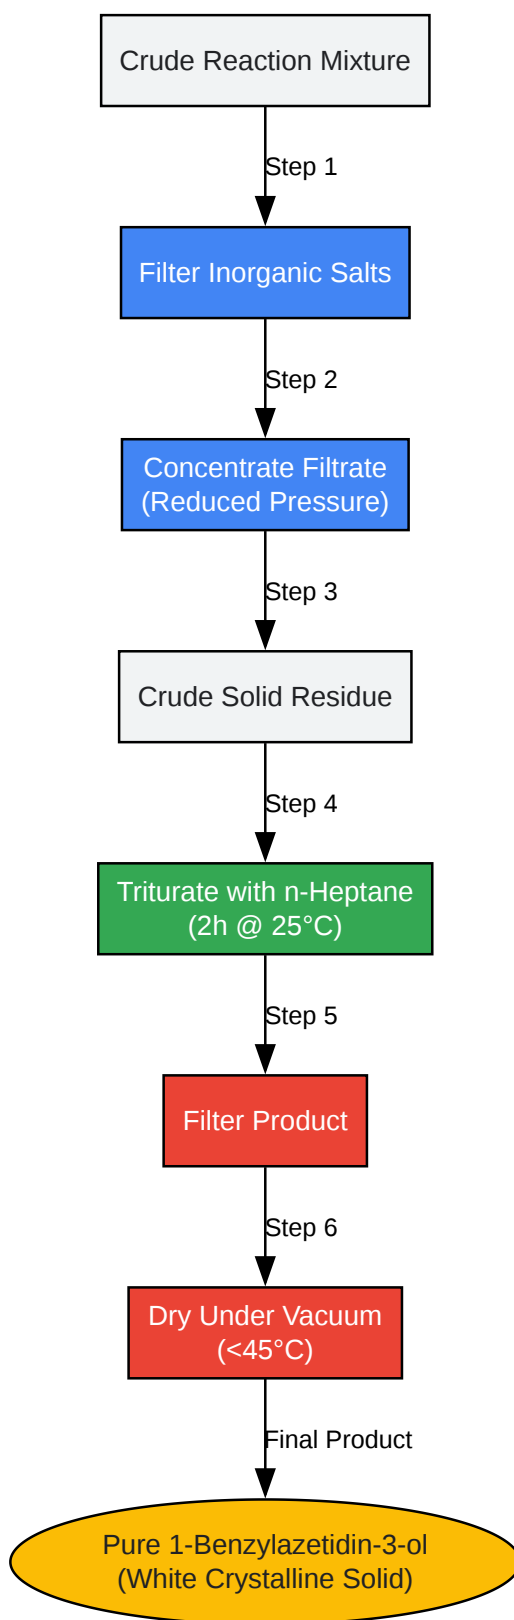 Crude Reaction Mixture
Step 1
Filter Inorganic Salts
Step 2
Concentrate Filtrate
(Reduced Pressure)
Step 3
Crude Solid Residue
Step 4
Triturate with n-Heptane
(2h @ 25°C)
Step 5
Filter Product
Step 6
Dry Under Vacuum
(<45°C)
Final Product
Pure 1-Benzylazetidin-3-ol
(White Crystalline Solid)